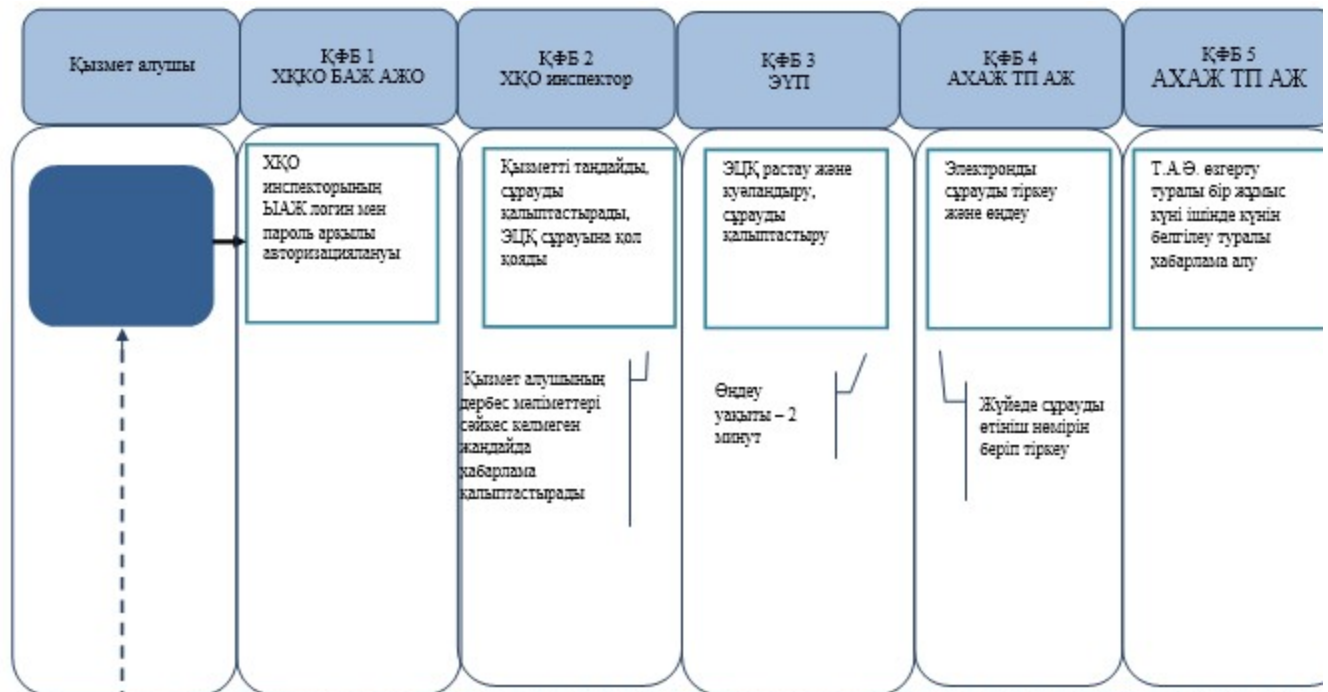 Қызмет алушы
ҚФБ 1
ХҚКО БАЖ АЖО
ҚФБ 2
ХҚО инспектор
ҚФБ 3
ЭҮП
ҚФБ 4
АХАЖ ТП АЖ
ҚФБ 5
АХАЖ ТП АЖ
ХҚО
инспекторының
ЫАЖ логин мен
пароль арқылы
авторизациялануы
Қызметті таңдайды,
сұрауды
қалыптастырады,
ЭЦҚ сұрауына қол
қояды
ЭЦҚ растау және
куәландыру,
сұрауды
қалыптастыру
Электронды
сұрауды тіркеу
және өңдеу
Т.А.Ә. өзгерту
туралы бір жұмыс
күні ішінде күнін
белгілеу туралы
хабарлама алу
Қызмет алушының
дербес мәліметтері
сәйкес келмеген
жағдайда
хабарлама
қалыптастырады
Өңдеу
уақыты – 2
минут
Жүйеде сұрауды
өтініш нөмірін
беріп тіркеу